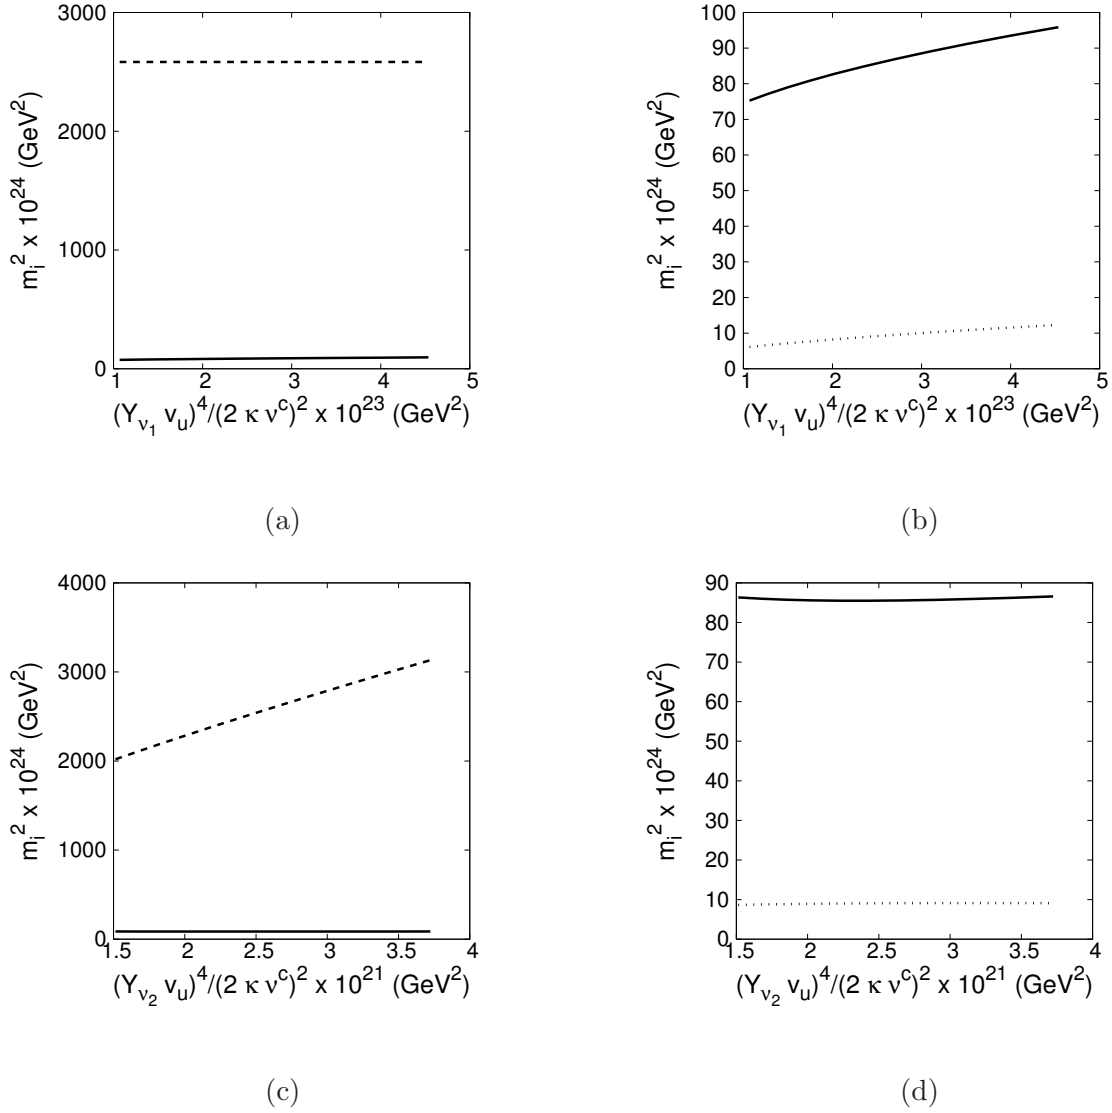 3000
2000
1000
0
1 2 3 4 5
m_i^2 x 10^24 (GeV^2)
(Y_ν1 v_u)^4/(2 κ ν^c)^2 x 10^23 (GeV^2)
(a)
100
90
80
70
60
50
40
30
20
10
0
1 2 3 4 5
m_i^2 x 10^24 (GeV^2)
(Y_ν1 v_u)^4/(2 κ ν^c)^2 x 10^23 (GeV^2)
(b)
4000
3000
2000
1000
0
1.5 2 2.5 3 3.5 4
m_i^2 x 10^24 (GeV^2)
(Y_ν2 v_u)^4/(2 κ ν^c)^2 x 10^21 (GeV^2)
(c)
90
80
70
60
50
40
30
20
10
0
1.5 2 2.5 3 3.5 4
m_i^2 x 10^24 (GeV^2)
(Y_ν2 v_u)^4/(2 κ ν^c)^2 x 10^21 (GeV^2)
(d)